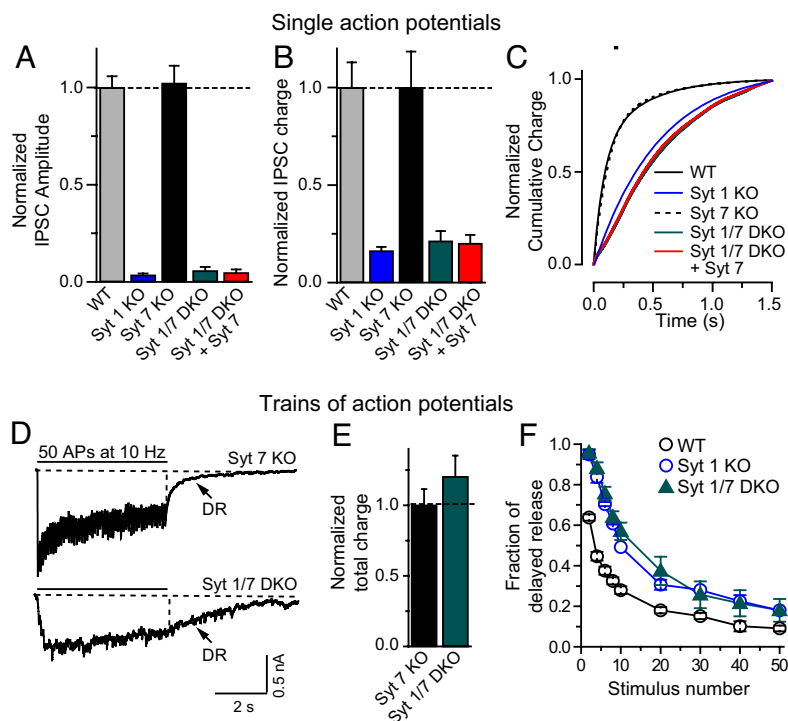 Single action potentials
A
Normalized
IPSC Amplitude
1.0
0.5
0.0
WT
Syt 1 KO
Syt 7 KO
Syt 1/7 DKO
Syt 1/7 DKO
+ Syt 7
B
Normalized IPSC charge
1.0
0.5
0.0
WT
Syt 1 KO
Syt 7 KO
Syt 1/7 DKO
Syt 1/7 DKO
+ Syt 7
C
Normalized
Cumulative Charge
1.0
0.5
0.0
WT
Syt 1 KO
Syt 7 KO
Syt 1/7 DKO
Syt 1/7 DKO
+ Syt 7
0.0 0.5 1.0 1.5
Time (s)
Trains of action potentials
D
50 APs at 10 Hz
Syt 7 KO
DR
Syt 1/7 DKO
DR
0.5 nA
2 s
E
Normalized
total charge
1.0
0.5
0.0
Syt 7 KO
Syt 1/7 DKO
F
Fraction of
delayed release
1.0
0.8
0.6
0.4
0.2
0.0
WT
Syt 1 KO
Syt 1/7 DKO
0 10 20 30 40 50
Stimulus number